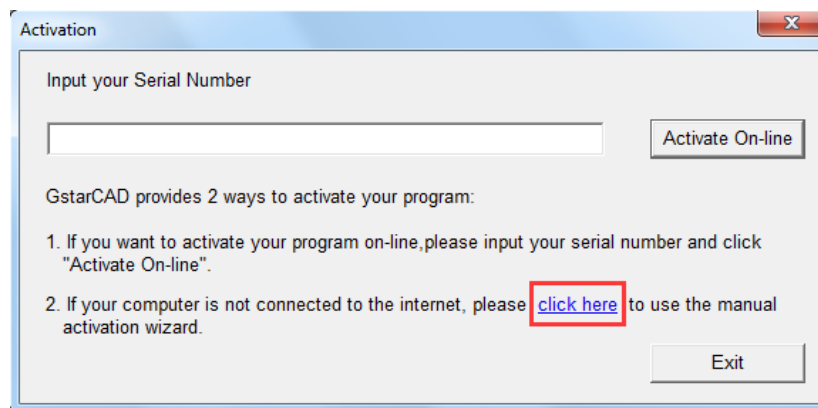 Activation
Input your Serial Number
Activate On-line
GstarCAD provides 2 ways to activate your program:
1. If you want to activate your program on-line,please input your serial number and click
"Activate On-line".
2. If your computer is not connected to the internet, please click here to use the manual
activation wizard.
Exit